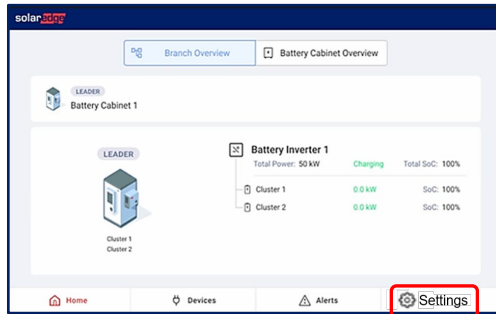 solaredge
Branch Overview
Battery Cabinet Overview
LEADER
Battery Cabinet 1
LEADER
Cluster 1
Cluster 2
Battery Inverter 1
Total Power: 50 kW Charging Total SoC: 100%
Cluster 1 0.0 kW SoC: 100%
Cluster 2 0.0 kW SoC: 100%
Home Devices Alerts Settings